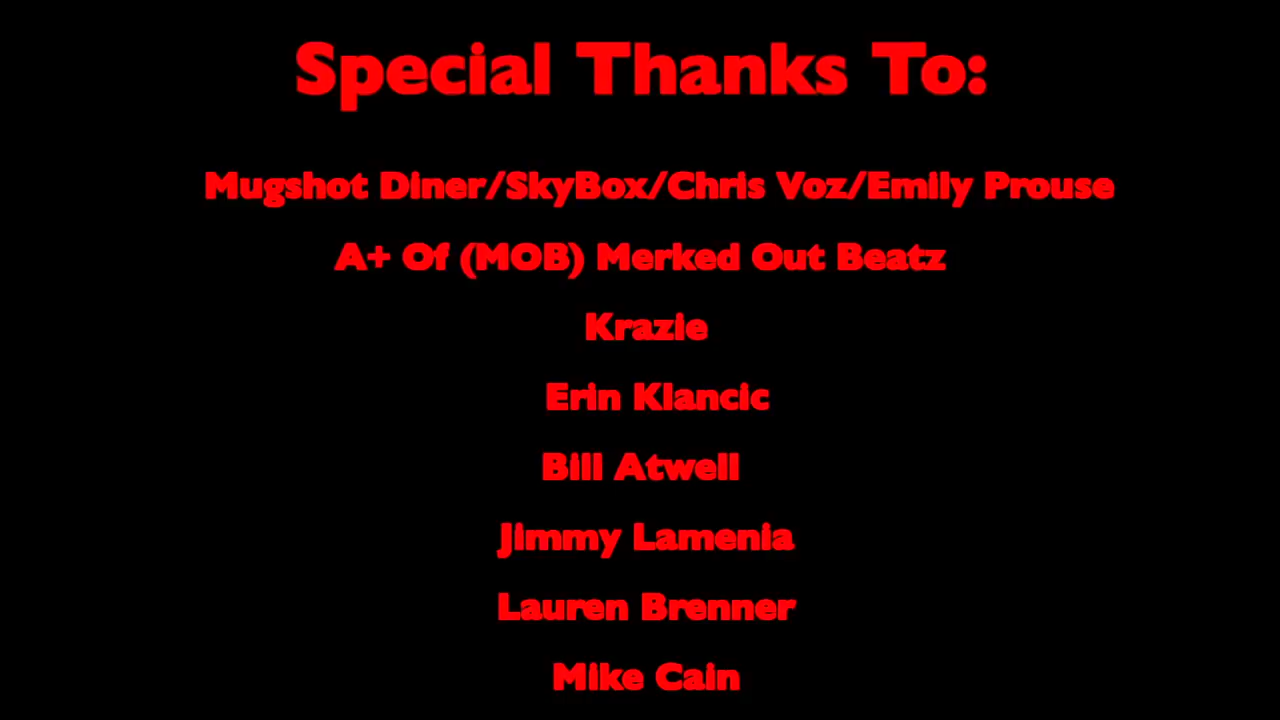 Special Thanks To:
Mugshot Diner/SkyBox/Chris Voz/Emily Prouse
A+ Of (MOB) Merked Out Beatz
Krazie
Erin Klancic
Bill Atwell
Jimmy Lamenia
Lauren Brenner
Mike Cain